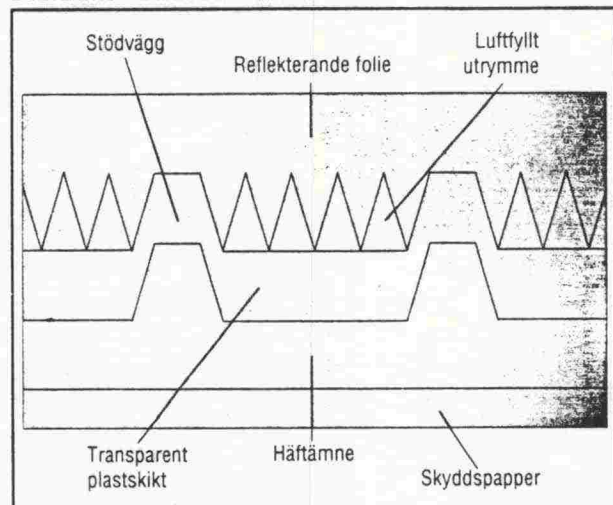 Stödvägg
Reflekterande folie
Luftfyllt
utrymme
Transparent
plastskikt
Häftämne
Skyddspapper